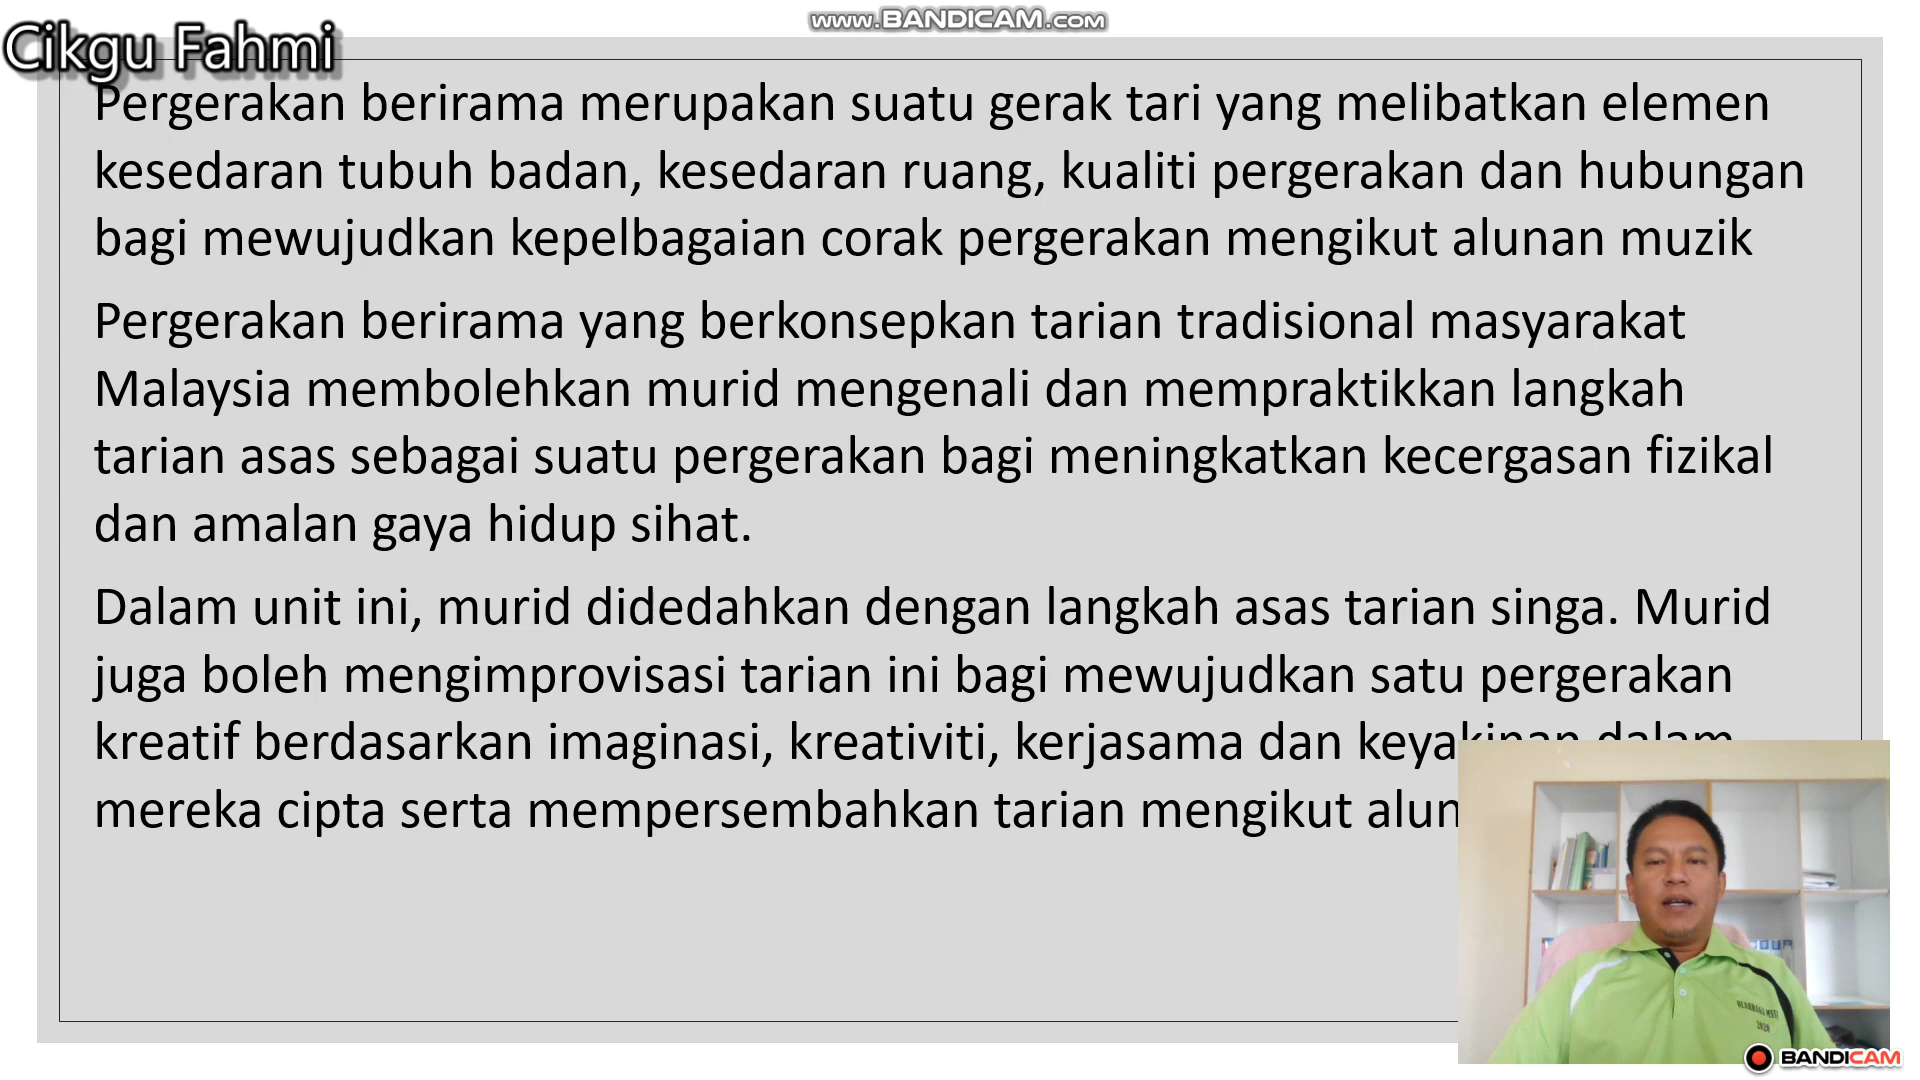 www.BANDICAM.com
Cikgu Fahmi
Pergerakan berirama merupakan suatu gerak tari yang melibatkan elemen
kesedaran tubuh badan, kesedaran ruang, kualiti pergerakan dan hubungan
bagi mewujudkan kepelbagaian corak pergerakan mengikut alunan muzik
Pergerakan berirama yang berkonsepkan tarian tradisional masyarakat
Malaysia membolehkan murid mengenali dan mempraktikkan langkah
tarian asas sebagai suatu pergerakan bagi meningkatkan kecergasan fizikal
dan amalan gaya hidup sihat.
Dalam unit ini, murid didedahkan dengan langkah asas tarian singa. Murid
juga boleh mengimprovisasi tarian ini bagi mewujudkan satu pergerakan
kreatif berdasarkan imaginasi, kreativiti, kerjasama dan keyakinan dalam
mereka cipta serta mempersembahkan tarian mengikut alun
2020
BANDICAM